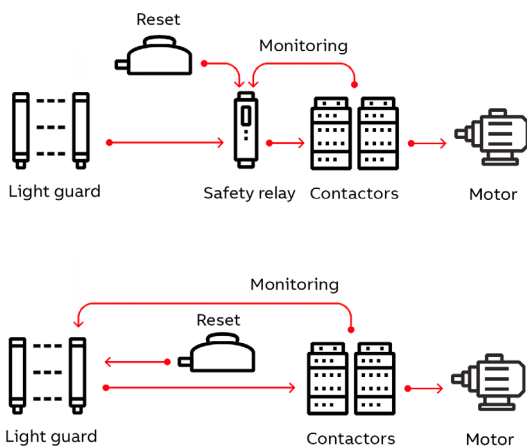 Reset
Monitoring
Light guard
Safety relay
Contactors
Motor
Monitoring
Reset
Light guard
Contactors
Motor